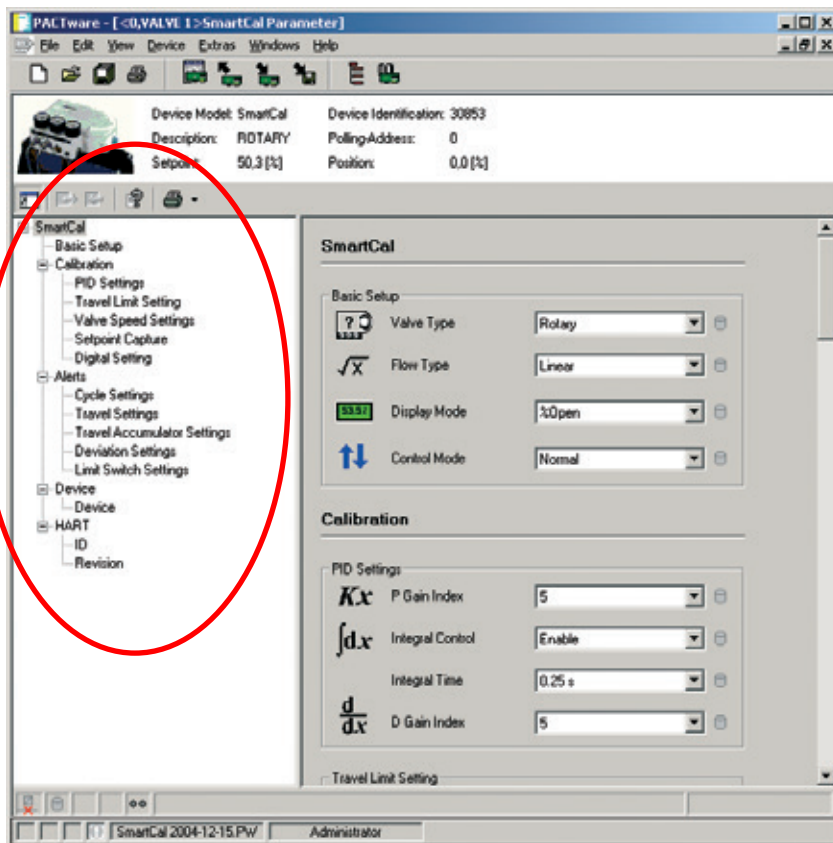 PACTware - [<0,VALVE 1>SmartCal Parameter]
File Edit View Device Extras Windows Help
Device Model: SmartCal Device Identification: 30853
Description: ROTARY Polling-Address: 0
Setpoint: 50,3 [%] Position: 0,0 [%]
SmartCal
Basic Setup
Calibration
PID Settings
Travel Limit Setting
Valve Speed Settings
Setpoint Capture
Digital Setting
Alerts
Cycle Settings
Travel Settings
Travel Accumulator Settings
Deviation Settings
Limit Switch Settings
Device
Device
HART
ID
Revision
SmartCal
Basic Setup
Valve Type Rotary
√x Flow Type Linear
53.57 Display Mode %Open
Control Mode Normal
Calibration
PID Settings
Kx P Gain Index 5
∫dx Integral Control Enable
Integral Time 0.25 s
d/dx D Gain Index 5
Travel Limit Setting
SmartCal 2004-12-15.PW Administrator